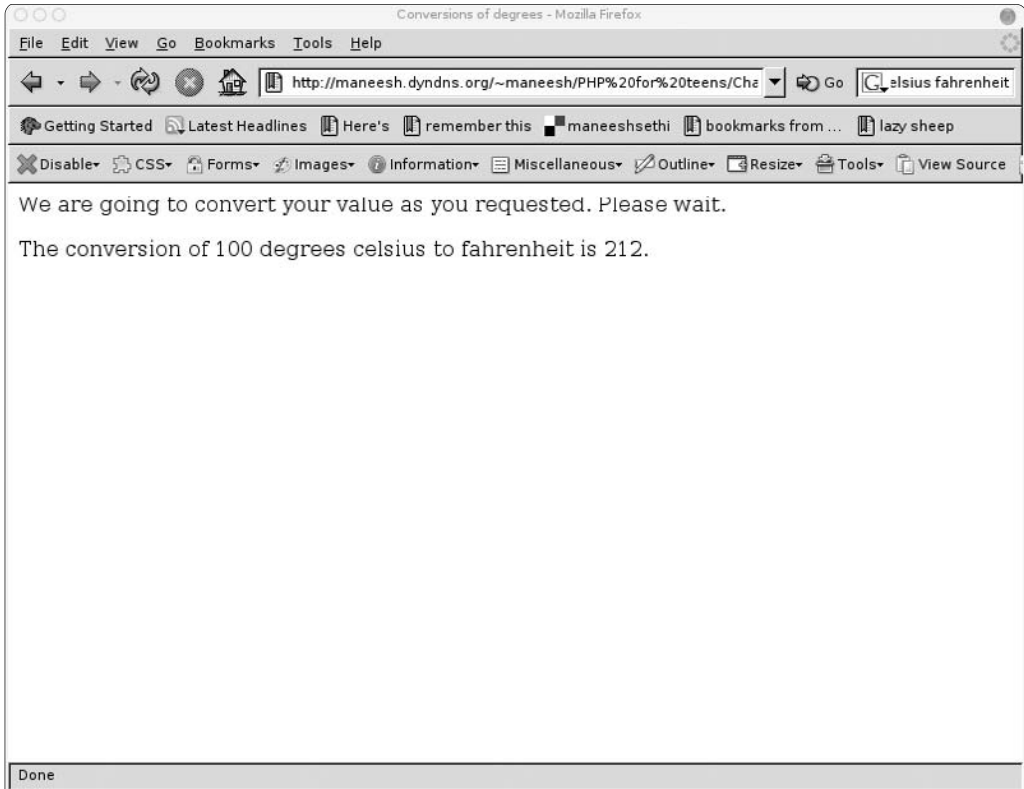 Conversions of degrees - Mozilla Firefox
File Edit View Go Bookmarks Tools Help
http://maneesh.dyndns.org/~maneesh/PHP%20for%20teens/Cha Go G elsius fahrenheit
Getting Started Latest Headlines Here's remember this maneeshsethi bookmarks from ... lazy sheep
Disable CSS Forms Images Information Miscellaneous Outline Resize Tools View Source
We are going to convert your value as you requested. Please wait.
The conversion of 100 degrees celsius to fahrenheit is 212.
Done